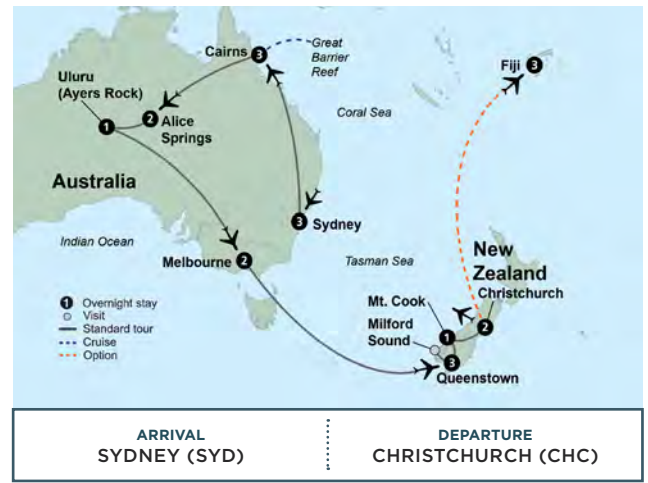 Cairns
3
Great
Barrier
Reef
Fiji
3
Uluru
(Ayers Rock)
1
2
Alice
Springs
Coral Sea
Australia
3
Sydney
Indian Ocean
Melbourne
2
Tasman Sea
New
Zealand
Christchurch
Mt. Cook
1
2
Milford
Sound
3
Queenstown
1 Overnight stay
Visit
Standard tour
Cruise
Option
ARRIVAL
SYDNEY (SYD)
DEPARTURE
CHRISTCHURCH (CHC)